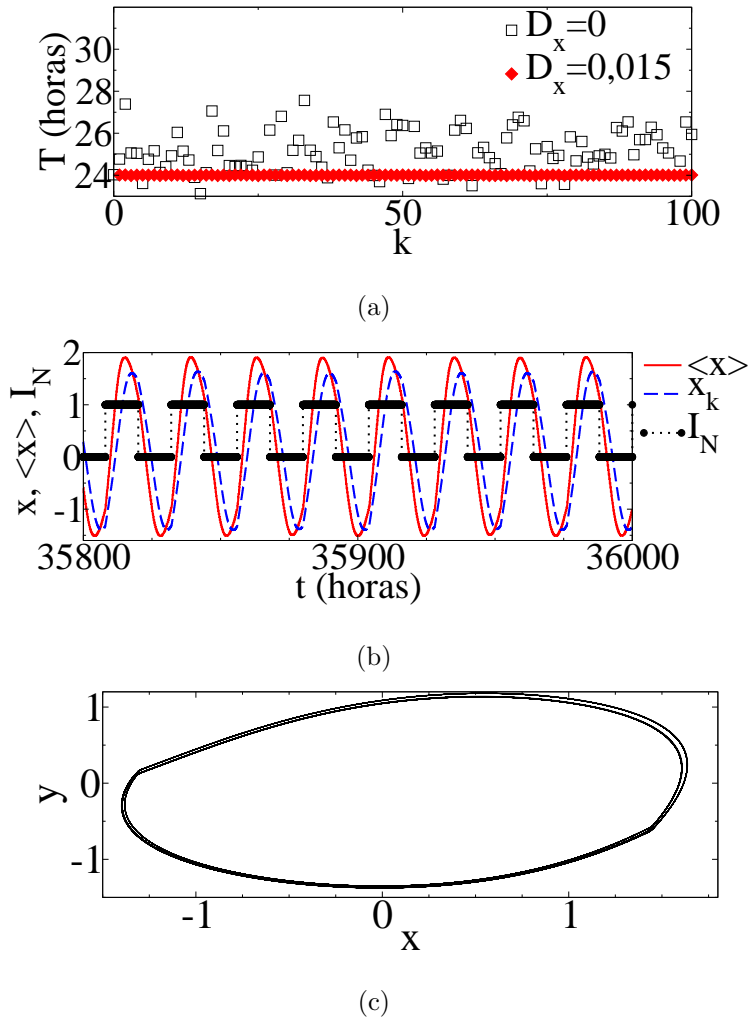 32
30
28
26
24
T (horas)
D_x=0
D_x=0,015
0
50
100
k
(a)
2
1
0
-1
x, <x>, I_N
<x>
x_k
I_N
35800
35900
36000
t (horas)
(b)
1
0
-1
y
-1
0
1
x
(c)